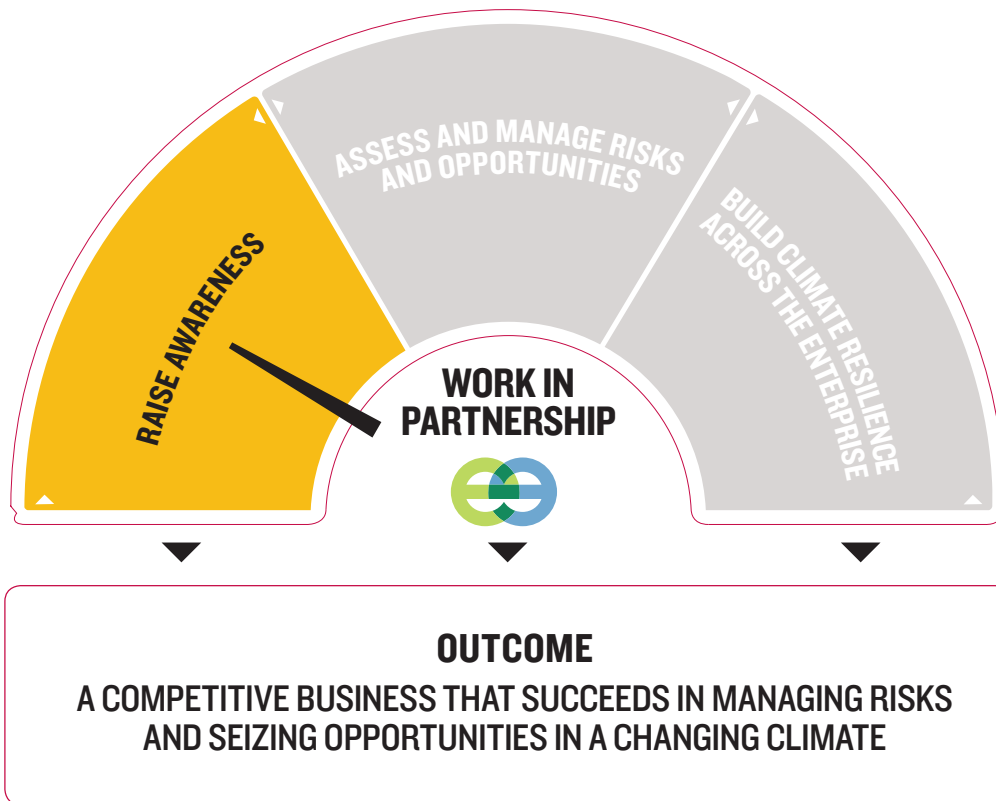 RAISE AWARENESS
ASSESS AND MANAGE RISKS
AND OPPORTUNITIES
BUILD CLIMATE RESILIENCE
ACROSS THE ENTERPRISE
WORK IN
PARTNERSHIP
OUTCOME
A COMPETITIVE BUSINESS THAT SUCCEEDS IN MANAGING RISKS
AND SEIZING OPPORTUNITIES IN A CHANGING CLIMATE